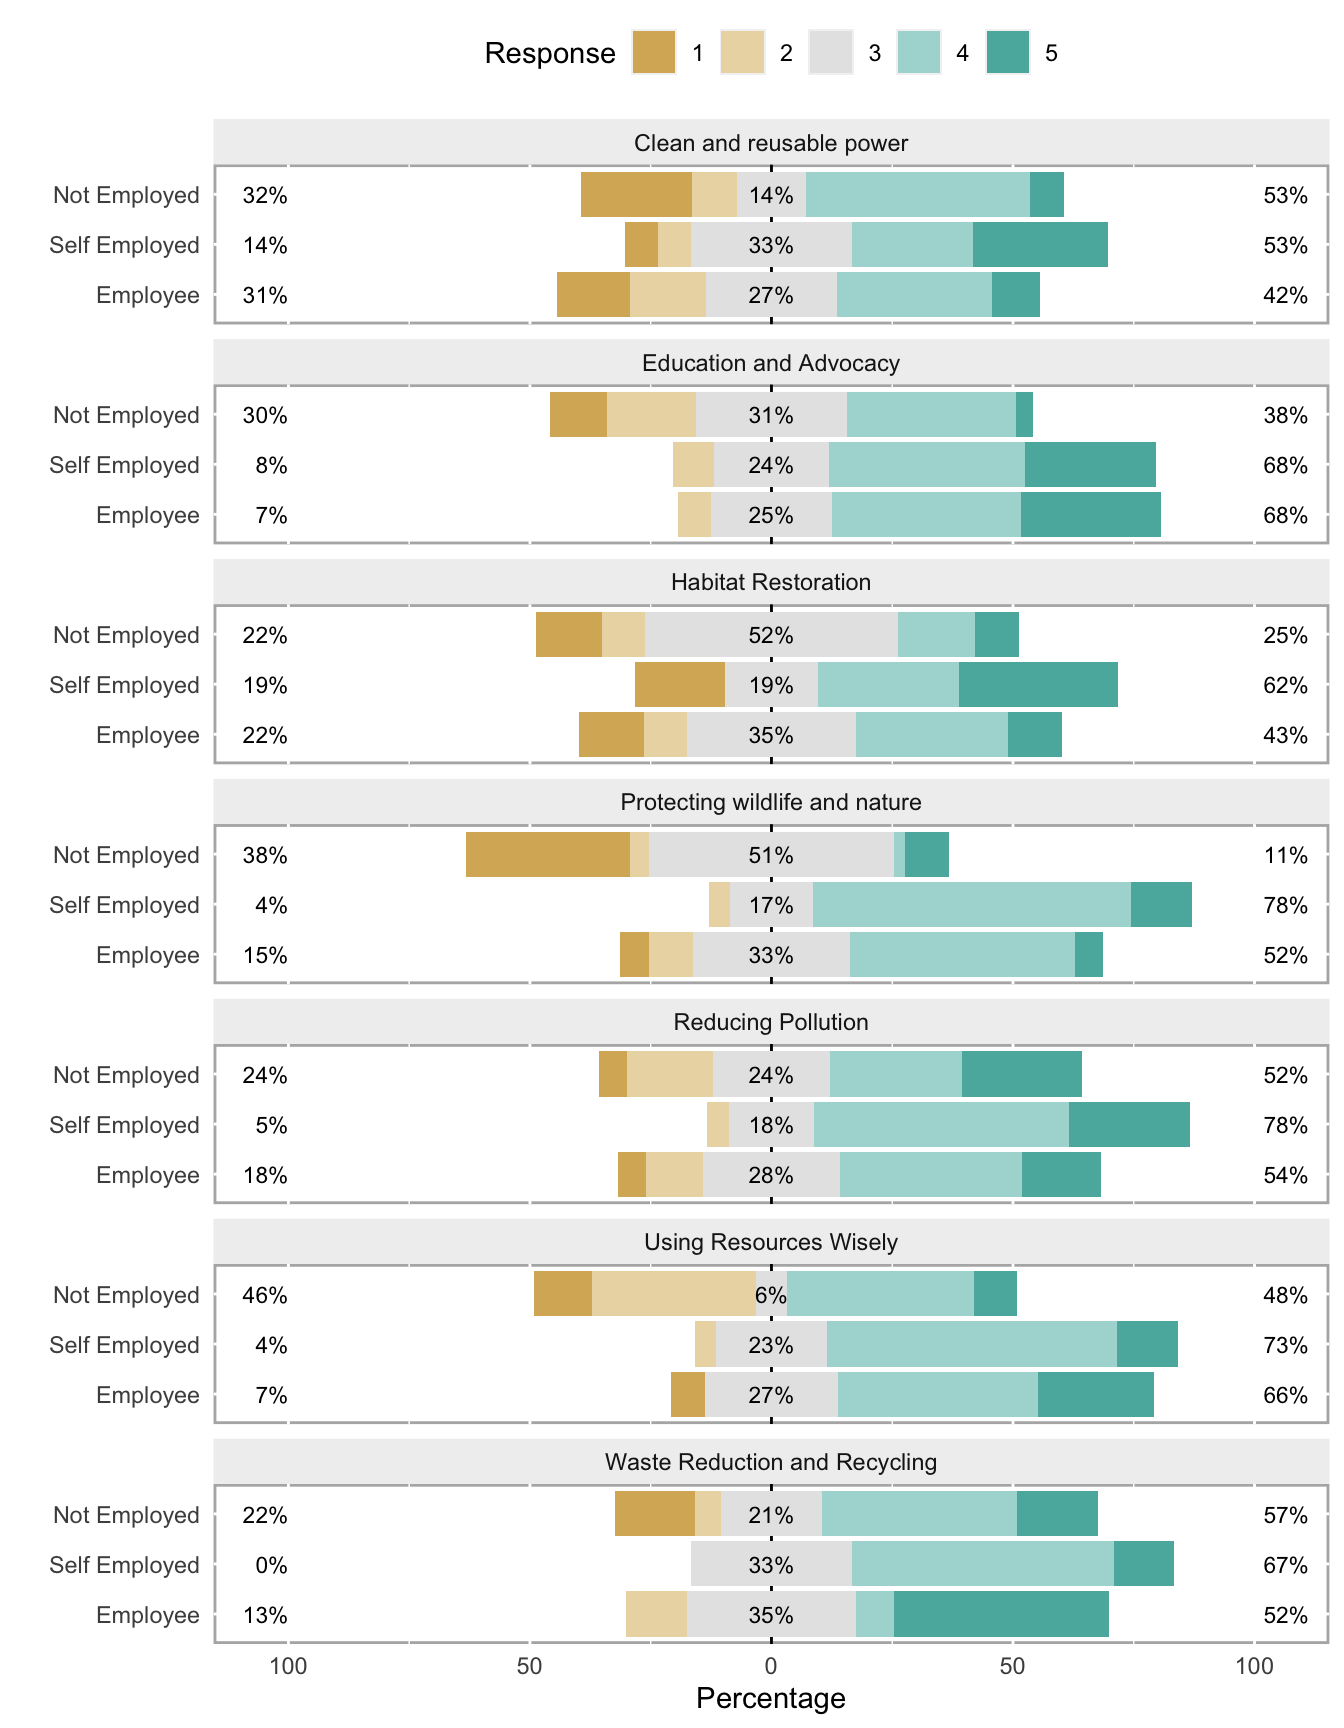 Response 1 2 3 4 5
Clean and reusable power
Not Employed 32% 14% 53%
Self Employed 14% 33% 53%
Employee 31% 27% 42%
Education and Advocacy
Not Employed 30% 31% 38%
Self Employed 8% 24% 68%
Employee 7% 25% 68%
Habitat Restoration
Not Employed 22% 52% 25%
Self Employed 19% 19% 62%
Employee 22% 35% 43%
Protecting wildlife and nature
Not Employed 38% 51% 11%
Self Employed 4% 17% 78%
Employee 15% 33% 52%
Reducing Pollution
Not Employed 24% 24% 52%
Self Employed 5% 18% 78%
Employee 18% 28% 54%
Using Resources Wisely
Not Employed 46% 6% 48%
Self Employed 4% 23% 73%
Employee 7% 27% 66%
Waste Reduction and Recycling
Not Employed 22% 21% 57%
Self Employed 0% 33% 67%
Employee 13% 35% 52%
100 50 0 50 100
Percentage